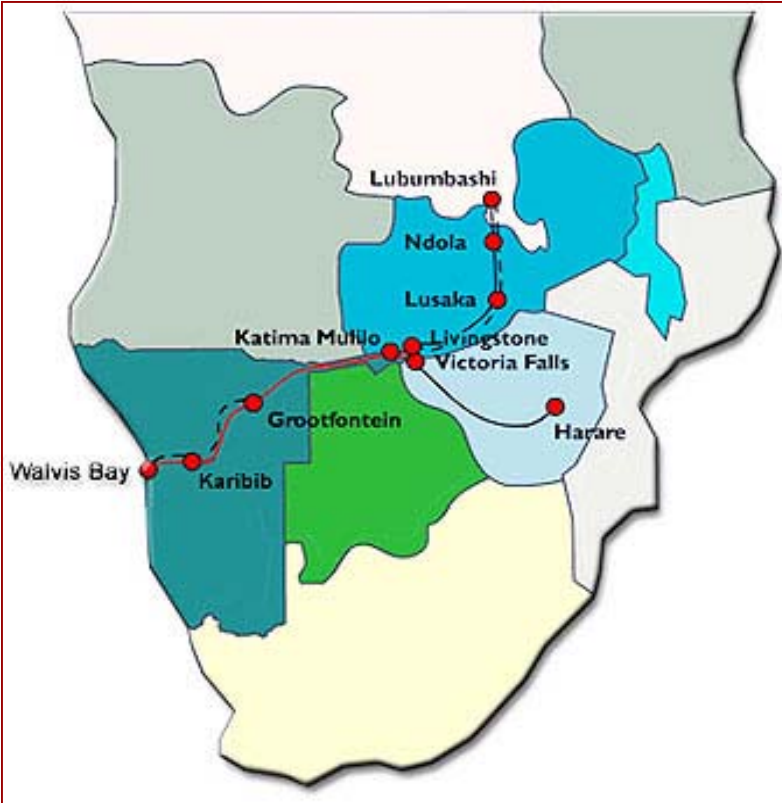 Lubumbashi
Ndola
Lusaka
Katima Mulilo
Livingstone
Victoria Falls
Grootfontein
Harare
Walvis Bay
Karibib